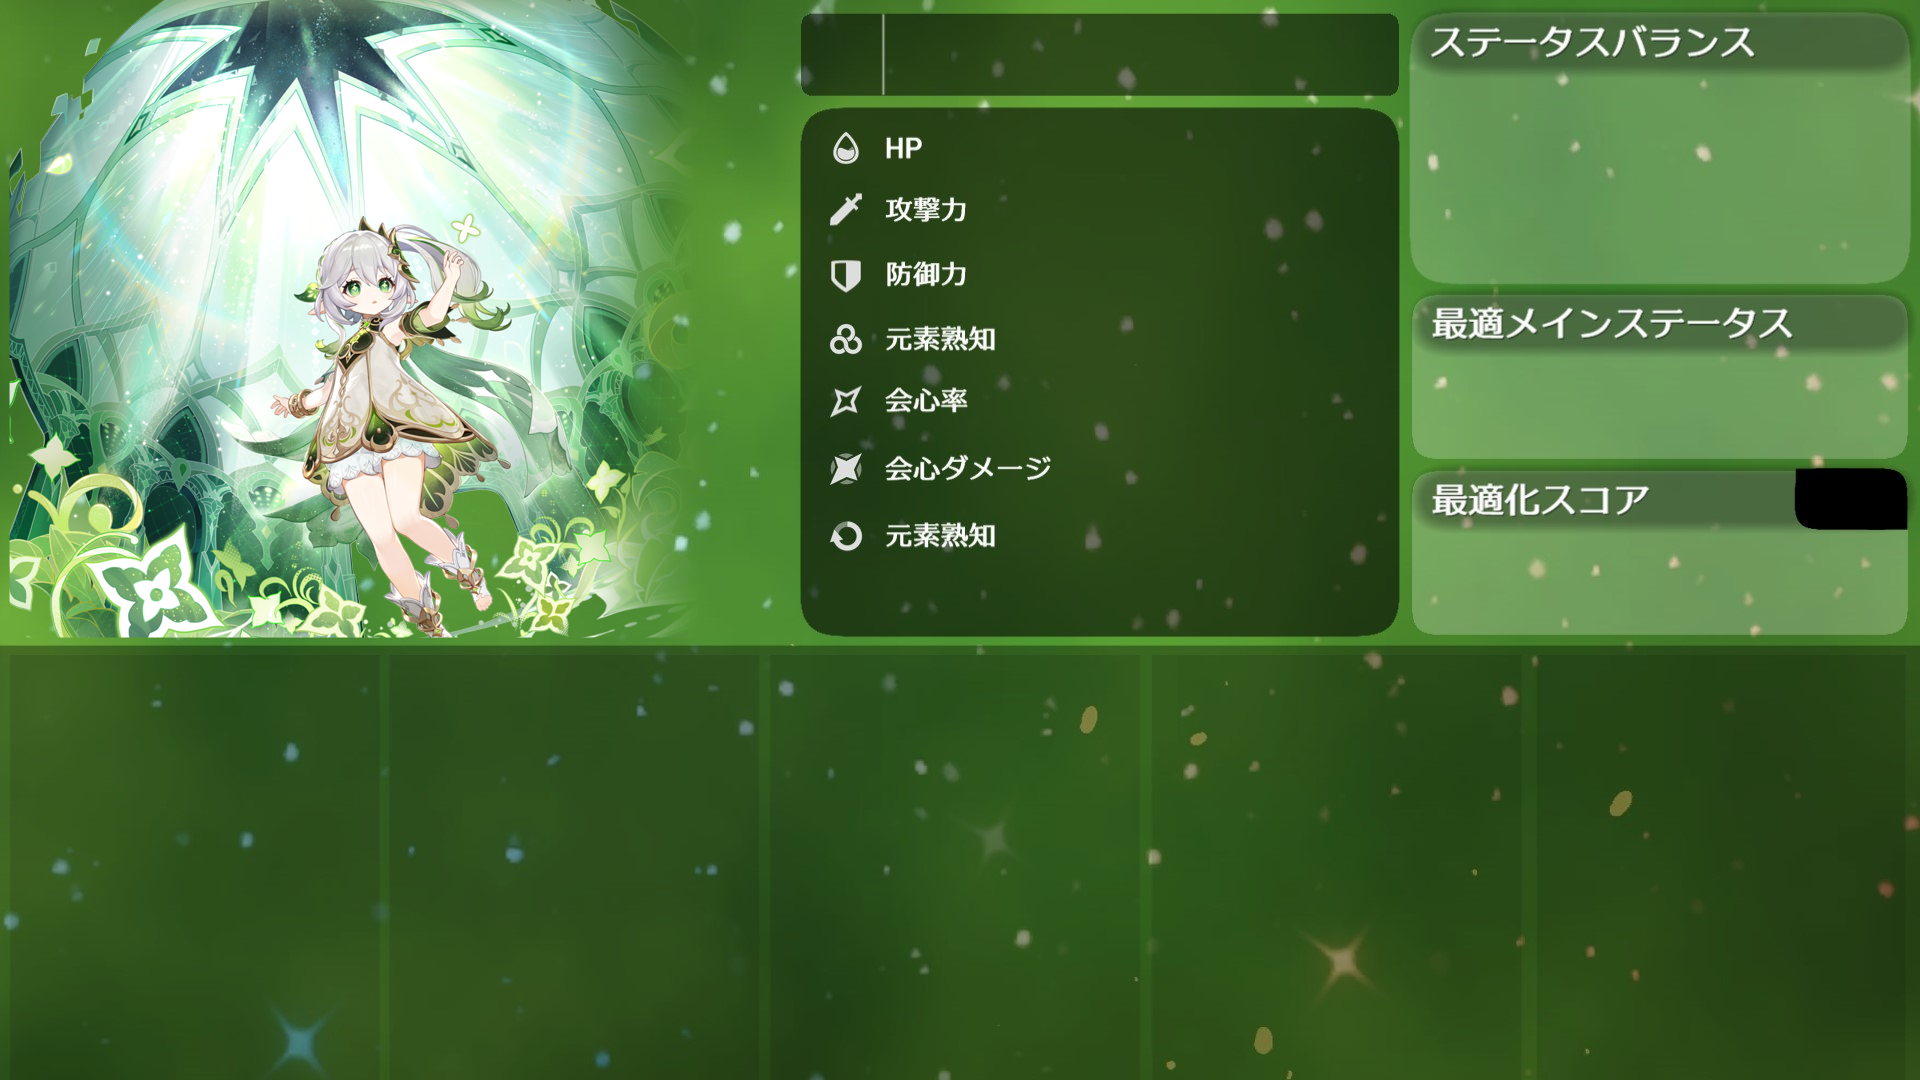 HP
攻撃力
防御力
元素熟知
会心率
会心ダメージ
元素熟知
ステータスバランス
最適メインステータス
最適化スコア